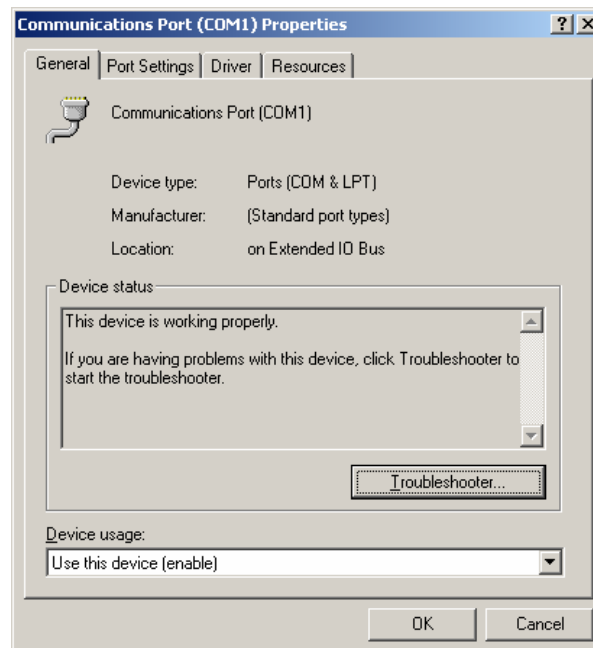 Communications Port (COM1) Properties
General Port Settings Driver Resources
Communications Port (COM1)
Device type: Ports (COM & LPT)
Manufacturer: (Standard port types)
Location: on Extended IO Bus
Device status
This device is working properly.
If you are having problems with this device, click Troubleshooter to
start the troubleshooter.
Troubleshooter...
Device usage:
Use this device (enable)
OK Cancel